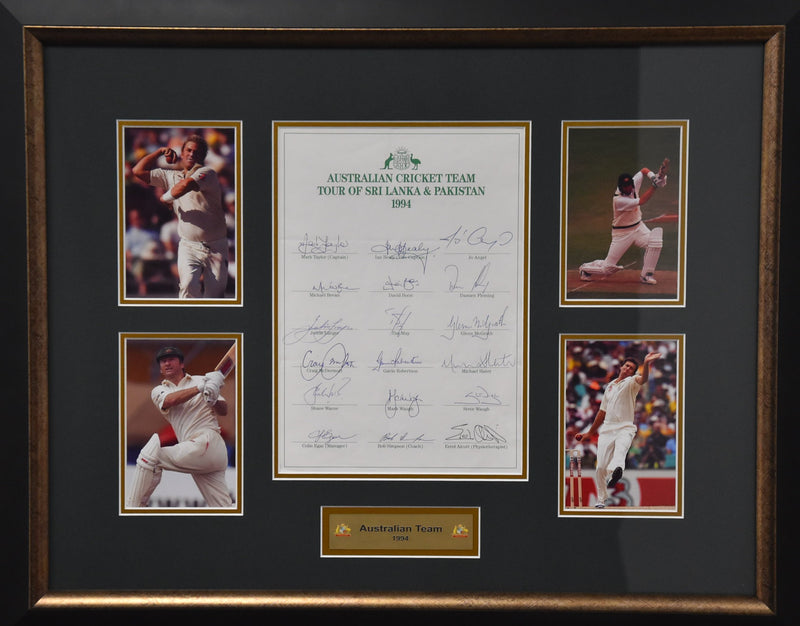 AUSTRALIAN CRICKET TEAM
TOUR OF SRI LANKA & PAKISTAN
1994
Mark Taylor (Captain) Ian Healy (Vice Captain) Jo Angel
Michael Bevan David Boon Damien Fleming
Justin Langer Tim May Glenn McGrath
Craig McDermott Gavin Robertson Michael Slater
Shane Warne Mark Waugh Steve Waugh
Colin Egar (Manager) Bob Simpson (Coach) Errol Alcott (Physiotherapist)
Australian Team
1994